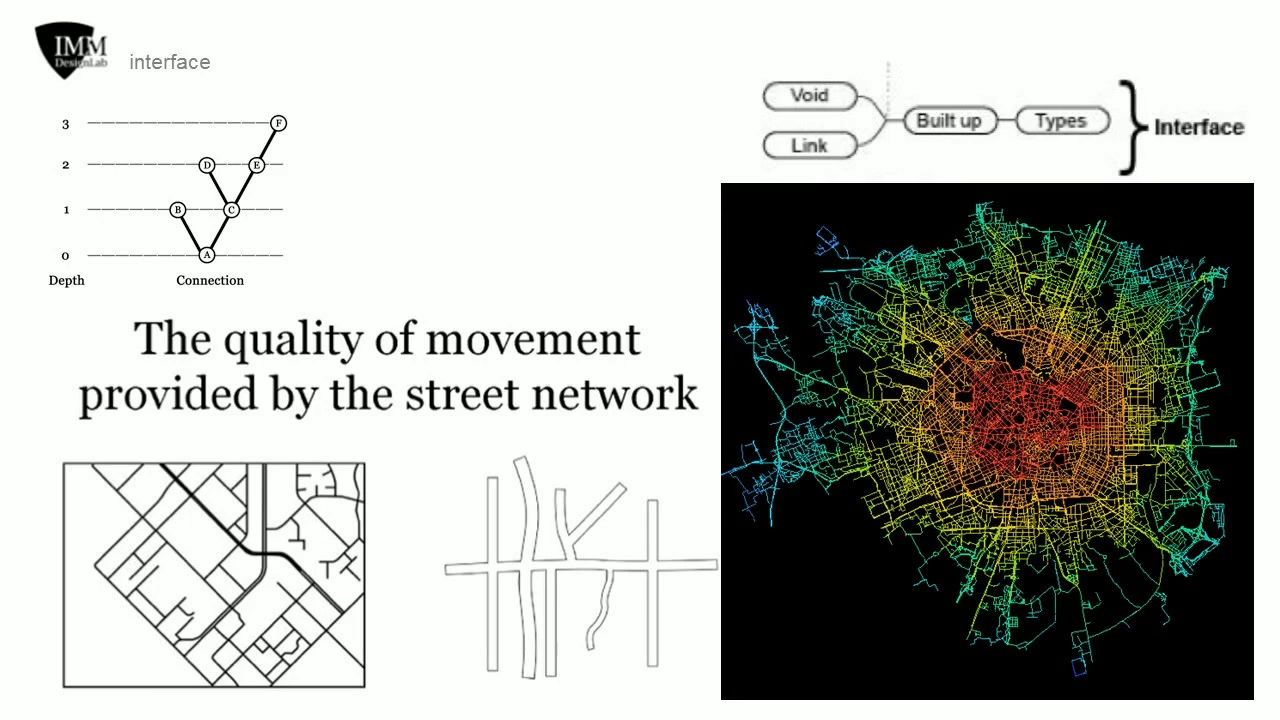 IMM
DesignLab
interface
Void
Link
Built up
Types
Interface
3
F
2
D
E
1
B
C
0
A
Depth
Connection
The quality of movement
provided by the street network